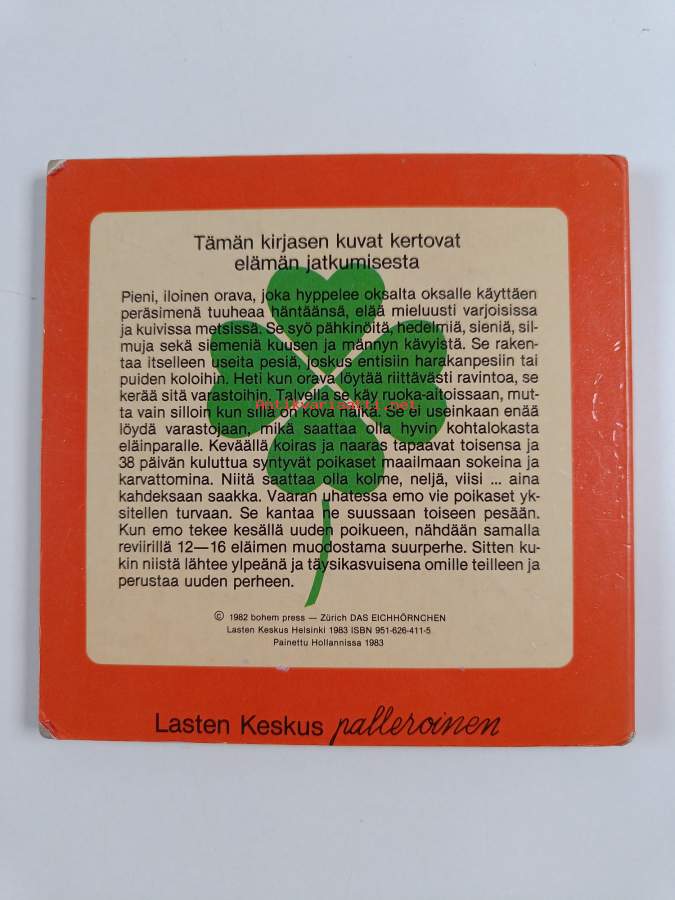 Tämän kirjasen kuvat kertovat
elämän jatkumisesta
Pieni, iloinen orava, joka hyppelee oksalta oksalle käyttäen
peräsimenä tuuheaa häntäänsä, elää mieluusti varjoisissa
ja kuivissa metsissä. Se syö pähkinöitä, hedelmiä, sieniä, sil-
muja sekä siemeniä kuusen ja männyn kävyistä. Se raken-
taa itselleen useita pesiä, joskus entisiin harakanpesiin tai
puiden koloihin. Heti kun orava löytää riittävästi ravintoa, se
kerää sitä varastoihin. Talvella se käy ruoka-aitoissaan, mut-
Antikvariaatti.net
ta vain silloin kun sillä on kova nälkä. Se ei useinkaan enää
löydä varastojaan, mikä saattaa olla hyvin kohtalokasta
eläinparalle. Keväällä koiras ja naaras tapaavat toisensa ja
38 päivän kuluttua syntyvät poikaset maailmaan sokeina ja
karvattomina. Niitä saattaa olla kolme, neljä, viisi ... aina
kahdeksaan saakka. Vaaran uhatessa emo vie poikaset yk-
sitellen turvaan. Se kantaa ne suussaan toiseen pesään.
Kun emo tekee kesällä uuden poikueen, nähdään samalla
reviirillä 12—16 eläimen muodostama suurperhe. Sitten ku-
kin niistä lähtee ylpeänä ja täysikasvuisena omille teilleen ja
perustaa uuden perheen.
© 1982 bohem press — Zürich DAS EICHHÖRNCHEN
Lasten Keskus Helsinki 1983 ISBN 951-626-411-5
Painettu Hollannissa 1983
Lasten Keskus palleroinen